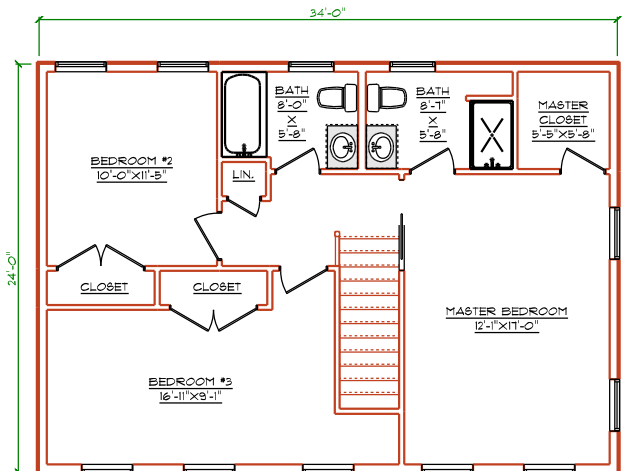 34'-0"
BATH
8'-0"
X
5'-8"
BATH
8'-7"
X
5'-8"
MASTER
CLOSET
5'-5"X5'-8"
BEDROOM #2
10'-0"X11'-5"
LIN.
24'-0"
CLOSET
CLOSET
MASTER BEDROOM
12'-1"X17'-0"
BEDROOM #3
16'-11"X9'-1"